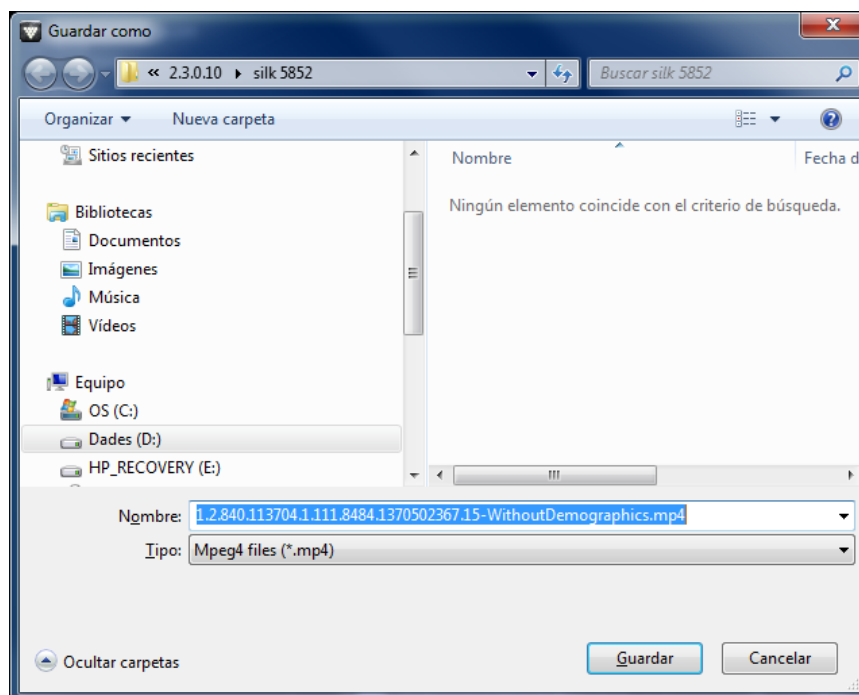 Guardar como
« 2.3.0.10 ▸ silk 5852
Buscar silk 5852
Organizar
Nueva carpeta
Sitios recientes
Bibliotecas
Documentos
Imágenes
Música
Vídeos
Equipo
OS (C:)
Dades (D:)
HP_RECOVERY (E:)
Nombre
Fecha d
Ningún elemento coincide con el criterio de búsqueda.
Nombre: 1.2.840.113704.1.111.8484.1370502367.15-WithoutDemographics.mp4
Tipo: Mpeg4 files (*.mp4)
Ocultar carpetas
Guardar
Cancelar